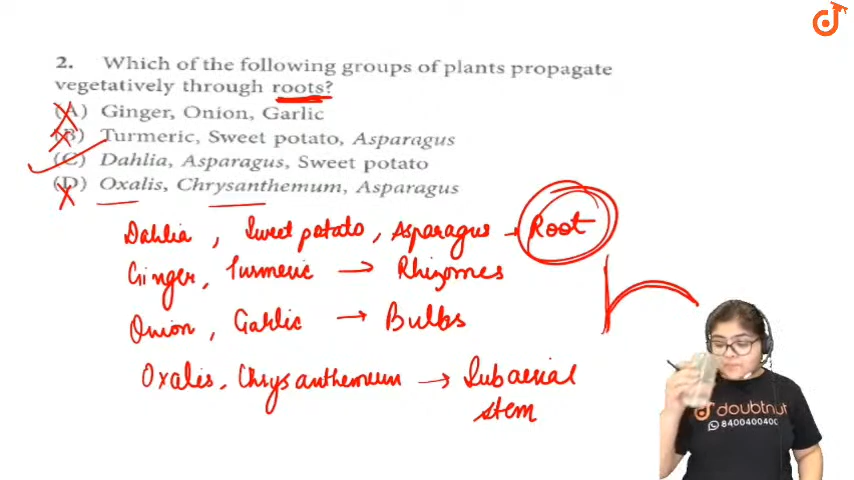 2. Which of the following groups of plants propagate
vegetatively through roots?
(A) Ginger, Onion, Garlic
(B) Turmeric, Sweet potato, Asparagus
(C) Dahlia, Asparagus, Sweet potato
(D) Oxalis, Chrysanthemum, Asparagus
Dahlia, Sweet potato, Asparagus → Root
Ginger, Turmeric → Rhizomes
Onion, Garlic → Bulbs
Oxalis, Chrysanthemum → Subaerial
stem
doubtnut
8400400400